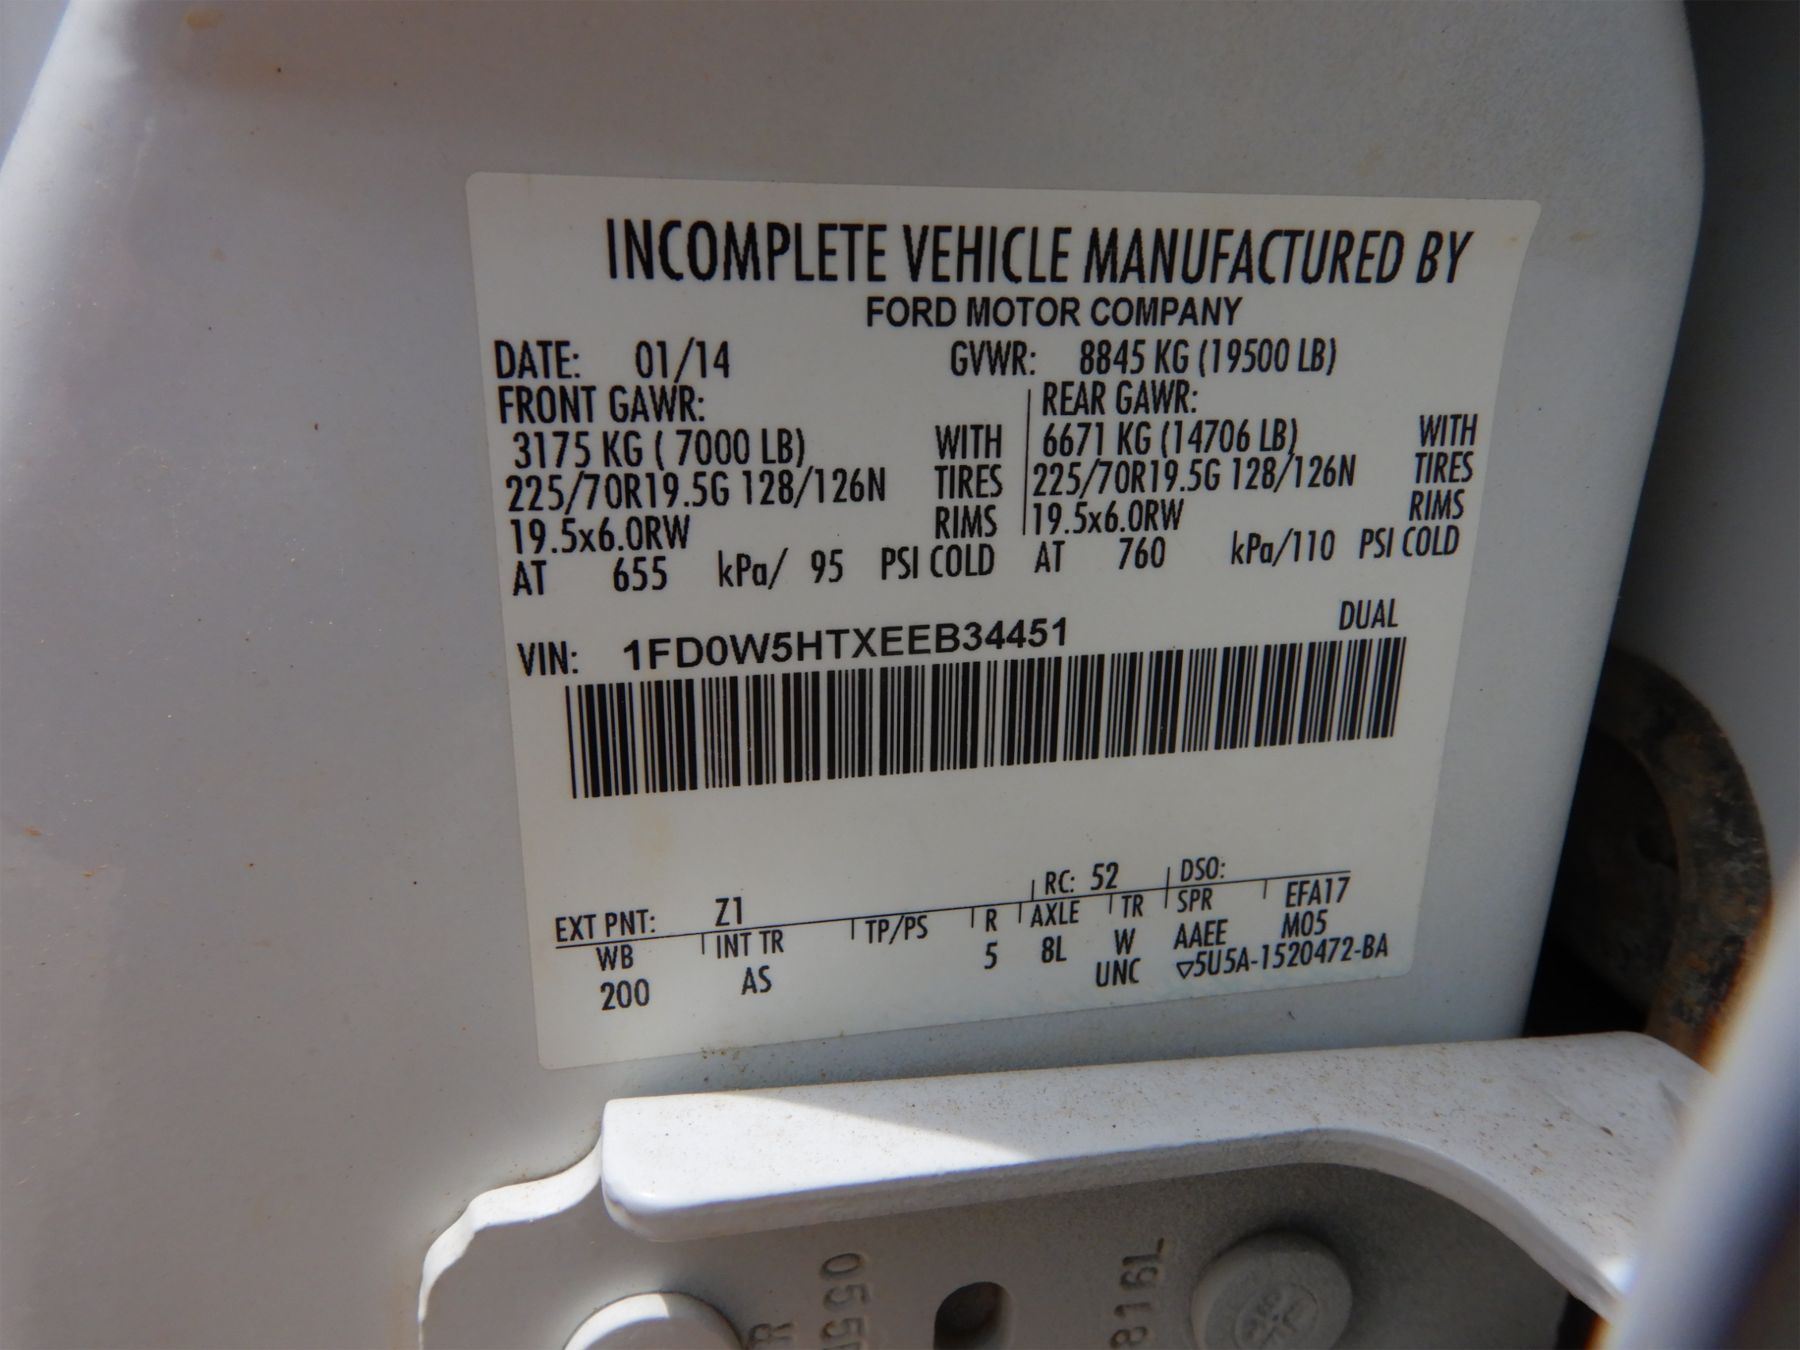 INCOMPLETE VEHICLE MANUFACTURED BY
FORD MOTOR COMPANY
DATE: 01/14 GVWR: 8845 KG (19500 LB)
FRONT GAWR: REAR GAWR:
3175 KG ( 7000 LB) WITH 6671 KG (14706 LB) WITH
225/70R19.5G 128/126N TIRES 225/70R19.5G 128/126N TIRES
19.5x6.0RW RIMS 19.5x6.0RW RIMS
AT 655 kPa/ 95 PSI COLD AT 760 kPa/110 PSI COLD
VIN: 1FD0W5HTXEEB34451 DUAL
EXT PNT: Z1 RC: 52 DSO:
WB INT TR TP/PS R AXLE TR SPR EFA17
200 AS 5 8L W AAEE M05
UNC ▽5U5A-1520472-BA